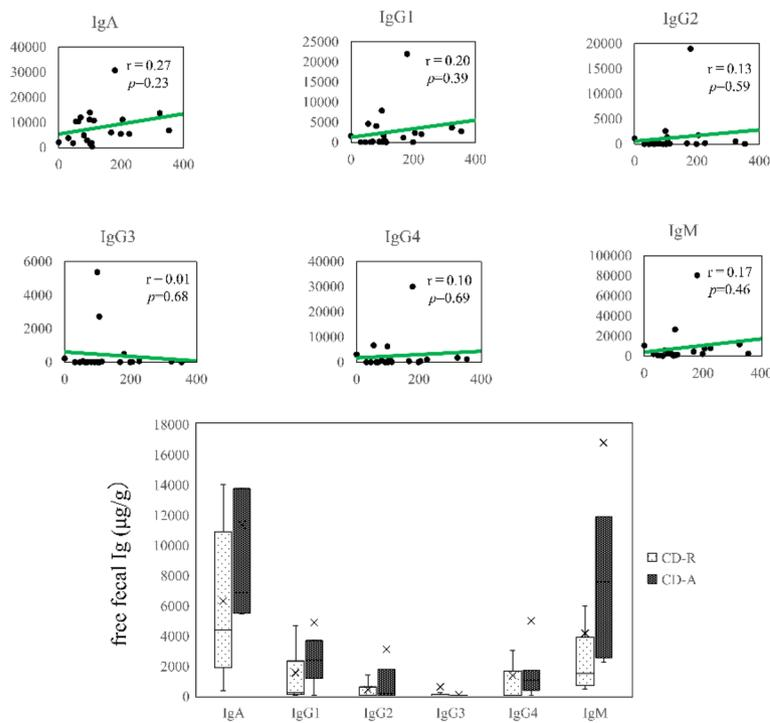 IgA
40000
30000
20000
10000
0
r = 0.27
p=0.23
0 200 400
IgG1
25000
20000
15000
10000
5000
0
r = 0.20
p=0.39
0 200 400
IgG2
20000
15000
10000
5000
0
r = 0.13
p=0.59
0 200 400
IgG3
6000
4000
2000
0
r=0.01
p=0.68
0 200 400
IgG4
40000
30000
20000
10000
0
r = 0.10
p=0.69
0 200 400
IgM
100000
80000
60000
40000
20000
0
r = 0.17
p=0.46
0 200 400
free fecal Ig (µg/g)
18000
16000
14000
12000
10000
8000
6000
4000
2000
0
IgA IgG1 IgG2 IgG3 IgG4 IgM
CD-R
CD-A